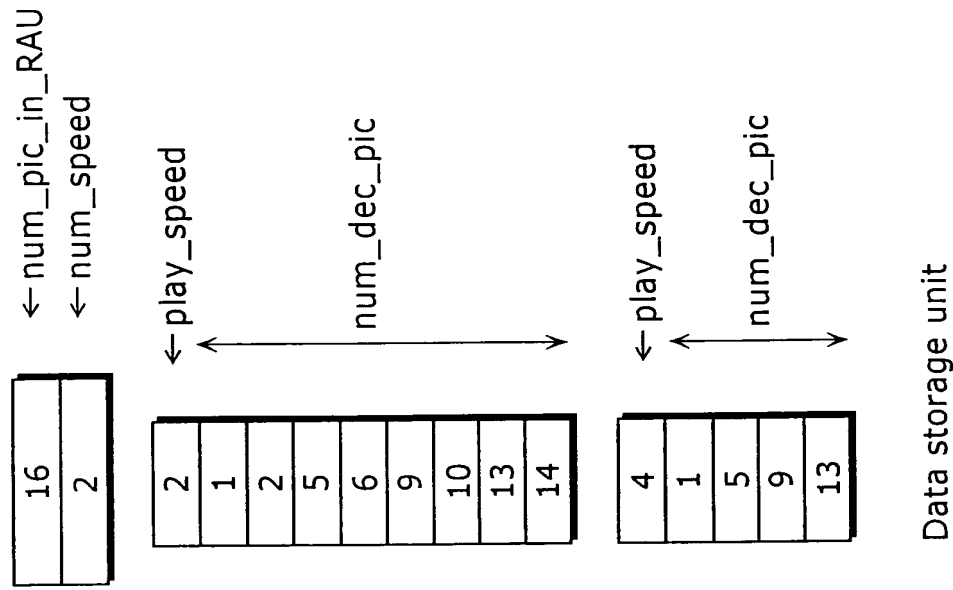 16 ←num_pic_in_RAU
2 ←num_speed
2 ←play_speed
1
2
5
6
9
10
13
14
num_dec_pic
4 ←play_speed
1
5
9
13
num_dec_pic
Data storage unit